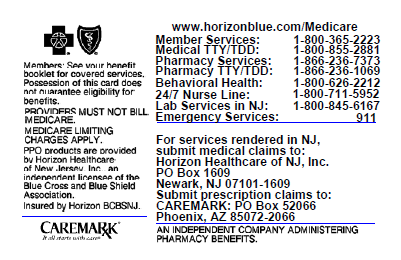 www.horizonblue.com/Medicare
Members: See your benefit
booklet for covered services.
Possession of this card does
not guarantee eligibility for
benefits.
PROVIDERS MUST NOT BILL
MEDICARE.
MEDICARE LIMITING
CHARGES APPLY.
PPO products are provided
by Horizon Healthcare
of New Jersey, Inc., an
independent licensee of the
Blue Cross and Blue Shield
Association.
Insured by Horizon BCBSNJ.
CAREMARK
It all starts with care
Member Services: 1-800-365-2223
Medical TTY/TDD: 1-800-855-2881
Pharmacy Services: 1-866-236-7373
Pharmacy TTY/TDD: 1-866-236-1069
Behavioral Health: 1-800-626-2212
24/7 Nurse Line: 1-800-711-5952
Lab Services in NJ: 1-800-845-6167
Emergency Services: 911
For services rendered in NJ,
submit medical claims to:
Horizon Healthcare of NJ, Inc.
PO Box 1609
Newark, NJ 07101-1609
Submit prescription claims to:
CAREMARK: PO Box 52066
Phoenix, AZ 85072-2066
AN INDEPENDENT COMPANY ADMINISTERING
PHARMACY BENEFITS.